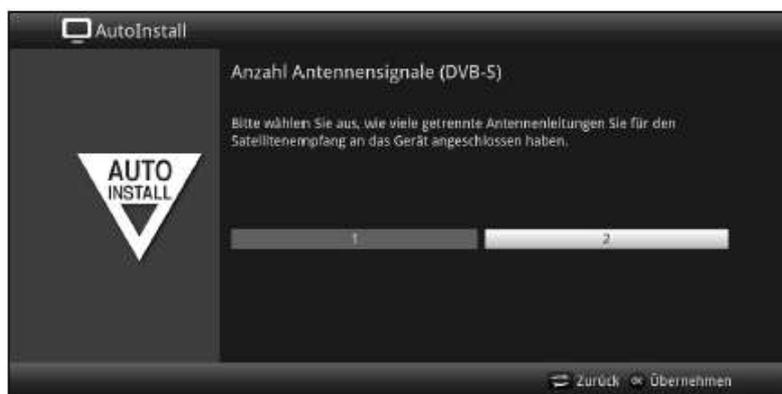 AutoInstall
Anzahl Antennensignale (DVB-S)
Bitte wählen Sie aus, wie viele getrennte Antennenleitungen Sie für den
Satellitenempfang an das Gerät angeschlossen haben.
AUTO
INSTALL
1 2
Zurück OK Übernehmen